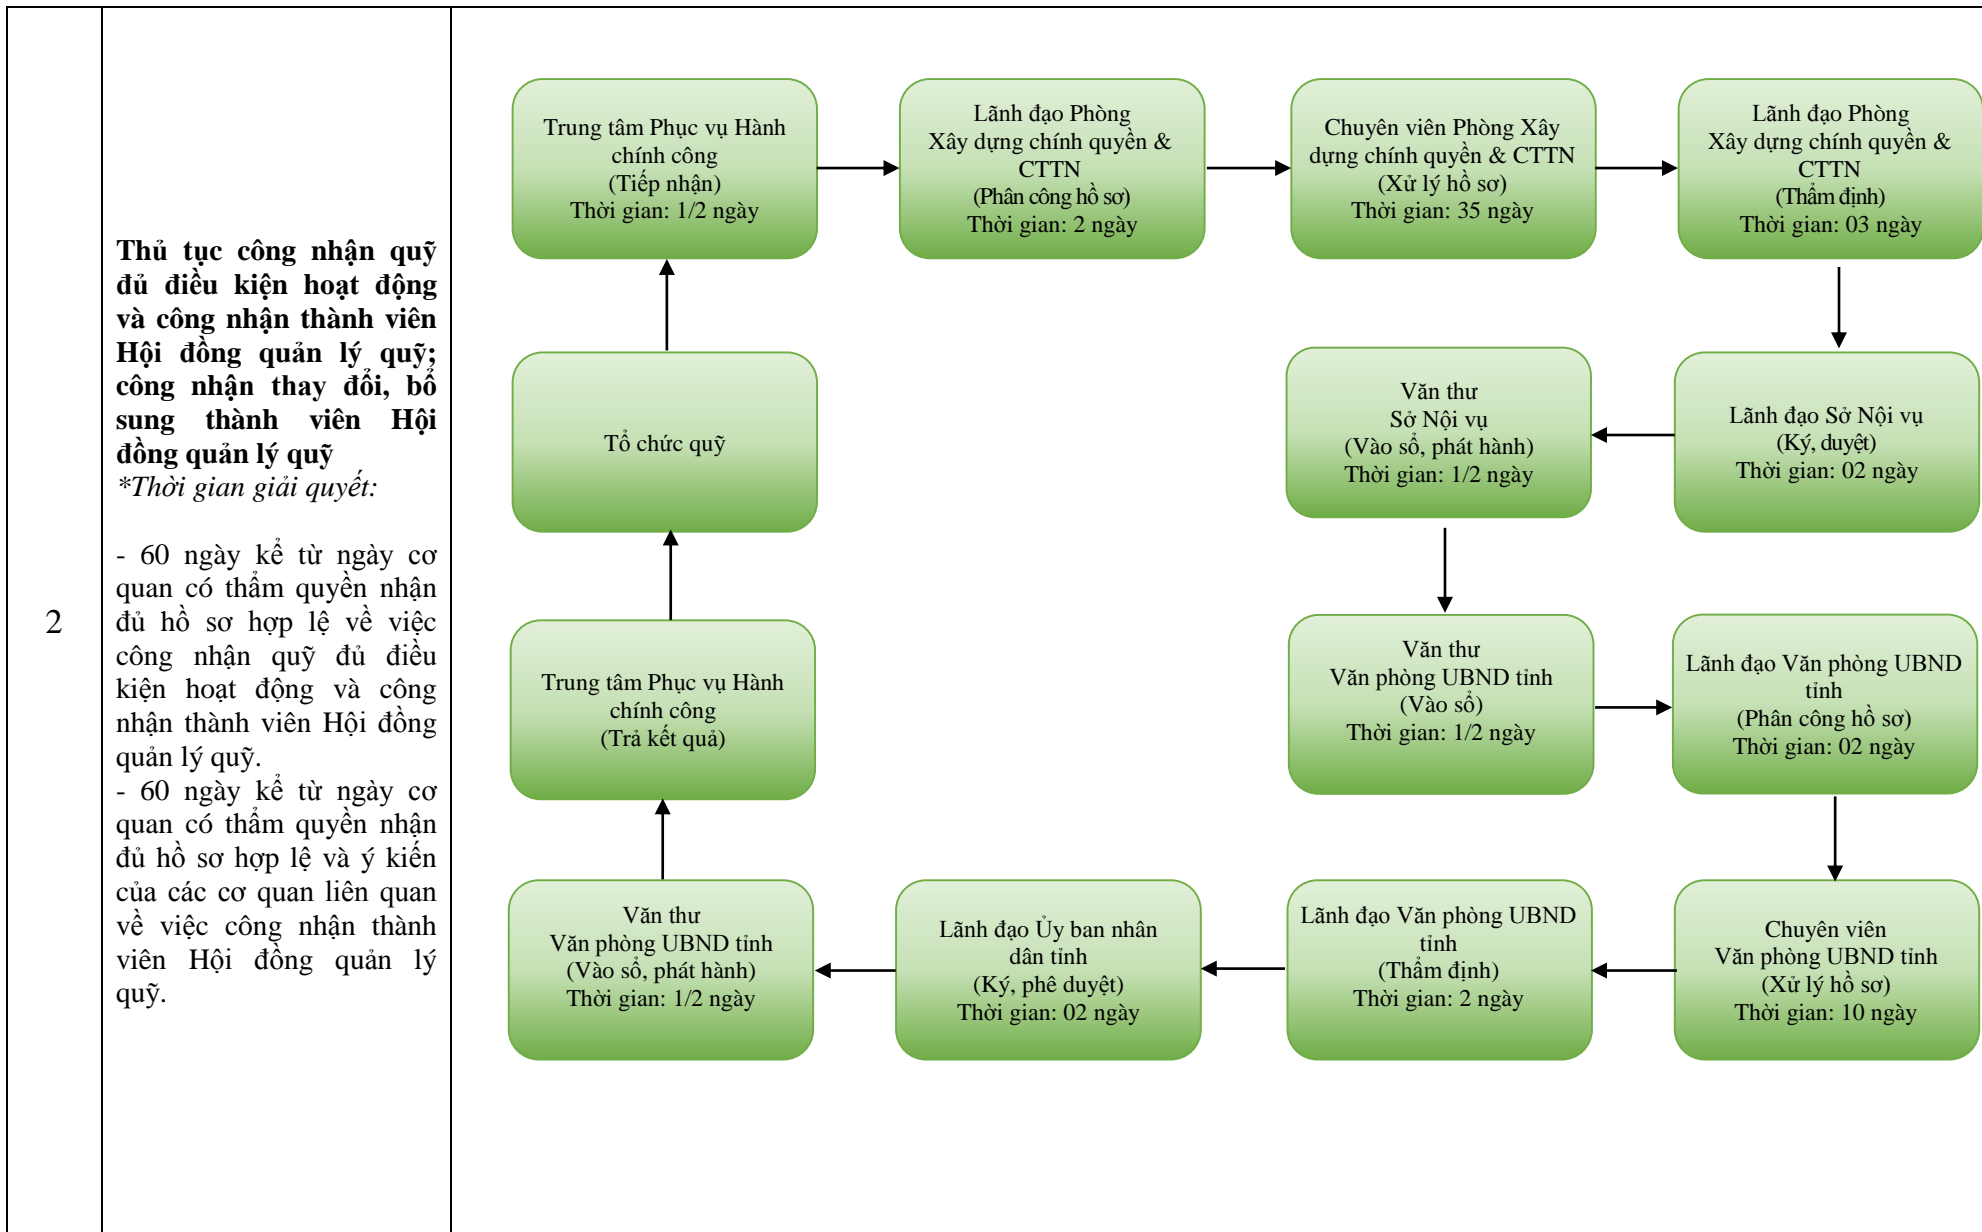 2
Thủ tục công nhận quỹ
đủ điều kiện hoạt động
và công nhận thành viên
Hội đồng quản lý quỹ;
công nhận thay đổi, bổ
sung thành viên Hội
đồng quản lý quỹ
*Thời gian giải quyết:
- 60 ngày kể từ ngày cơ
quan có thẩm quyền nhận
đủ hồ sơ hợp lệ về việc
công nhận quỹ đủ điều
kiện hoạt động và công
nhận thành viên Hội đồng
quản lý quỹ.
- 60 ngày kể từ ngày cơ
quan có thẩm quyền nhận
đủ hồ sơ hợp lệ và ý kiến
của các cơ quan liên quan
về việc công nhận thành
viên Hội đồng quản lý
quỹ.
Trung tâm Phục vụ Hành
chính công
(Tiếp nhận)
Thời gian: 1/2 ngày
Lãnh đạo Phòng
Xây dựng chính quyền &
CTTN
(Phân công hồ sơ)
Thời gian: 2 ngày
Chuyên viên Phòng Xây
dựng chính quyền & CTTN
(Xử lý hồ sơ)
Thời gian: 35 ngày
Lãnh đạo Phòng
Xây dựng chính quyền &
CTTN
(Thẩm định)
Thời gian: 03 ngày
Tổ chức quỹ
Văn thư
Sở Nội vụ
(Vào sổ, phát hành)
Thời gian: 1/2 ngày
Lãnh đạo Sở Nội vụ
(Ký, duyệt)
Thời gian: 02 ngày
Trung tâm Phục vụ Hành
chính công
(Trả kết quả)
Văn thư
Văn phòng UBND tỉnh
(Vào sổ)
Thời gian: 1/2 ngày
Lãnh đạo Văn phòng UBND
tỉnh
(Phân công hồ sơ)
Thời gian: 02 ngày
Văn thư
Văn phòng UBND tỉnh
(Vào sổ, phát hành)
Thời gian: 1/2 ngày
Lãnh đạo Ủy ban nhân
dân tỉnh
(Ký, phê duyệt)
Thời gian: 02 ngày
Lãnh đạo Văn phòng UBND
tỉnh
(Thẩm định)
Thời gian: 2 ngày
Chuyên viên
Văn phòng UBND tỉnh
(Xử lý hồ sơ)
Thời gian: 10 ngày